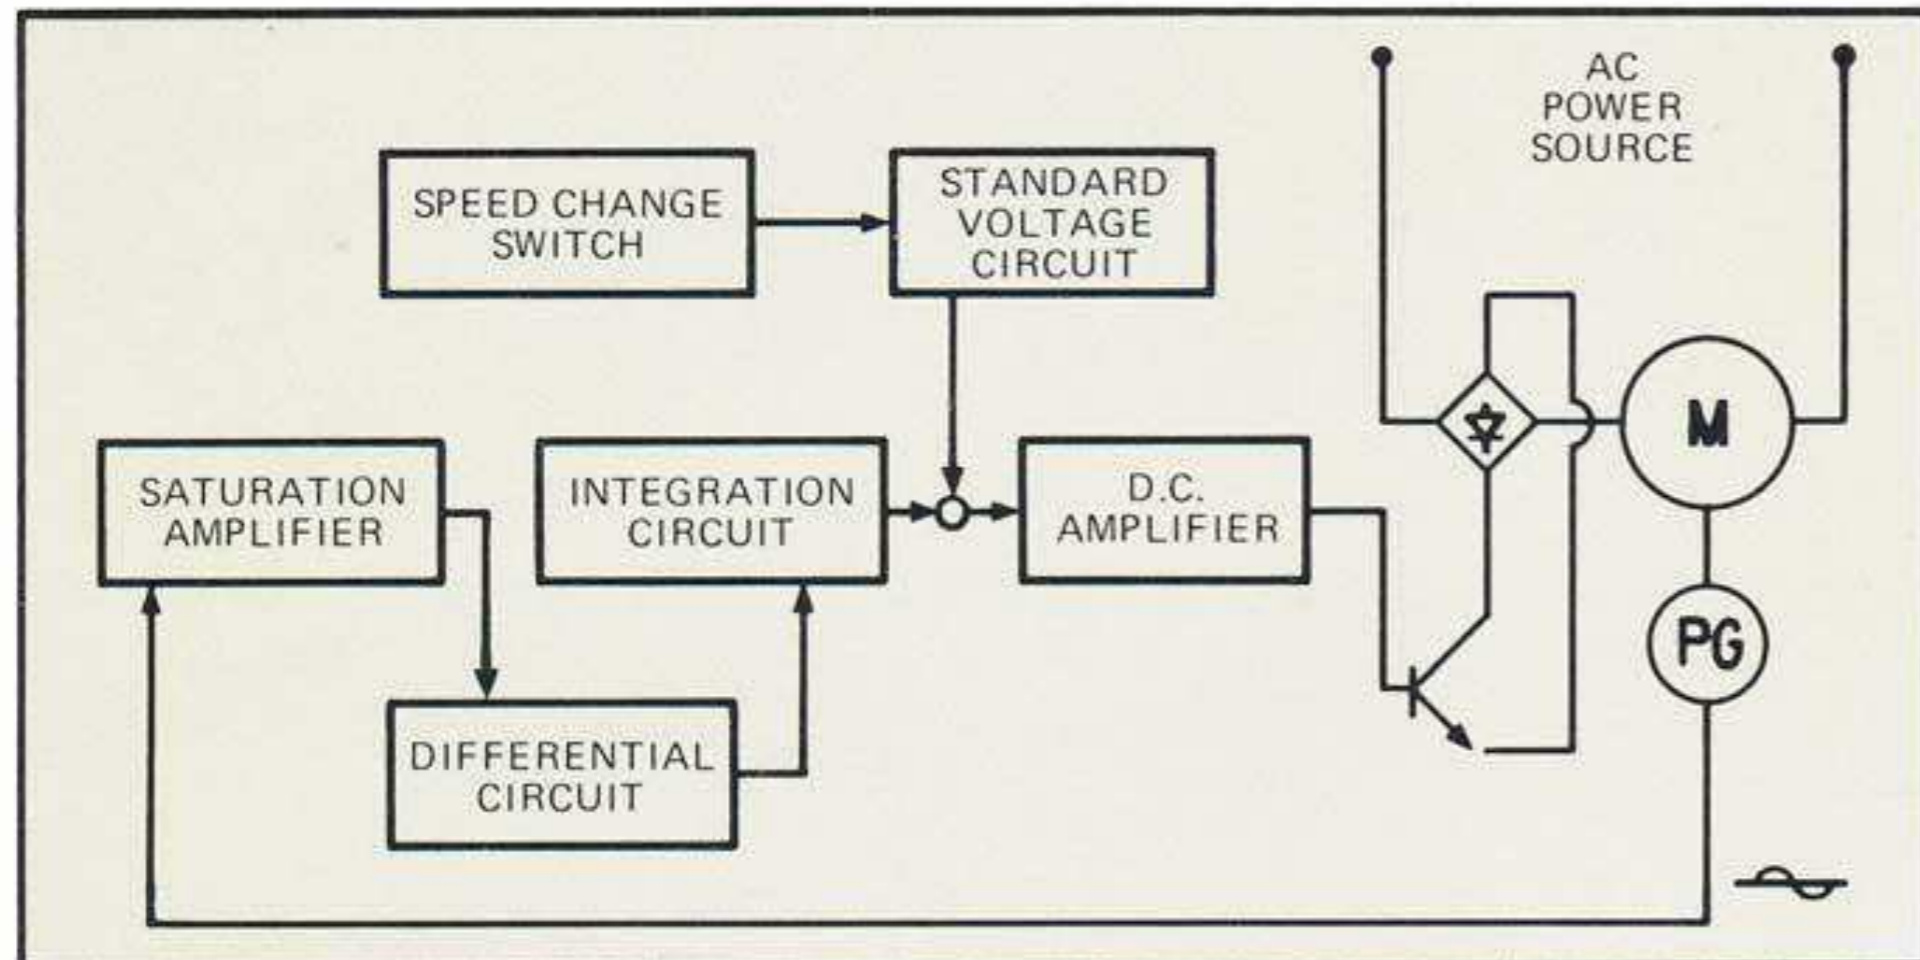 AC
POWER
SOURCE
SPEED CHANGE
SWITCH
STANDARD
VOLTAGE
CIRCUIT
SATURATION
AMPLIFIER
INTEGRATION
CIRCUIT
D.C.
AMPLIFIER
M
PG
DIFFERENTIAL
CIRCUIT